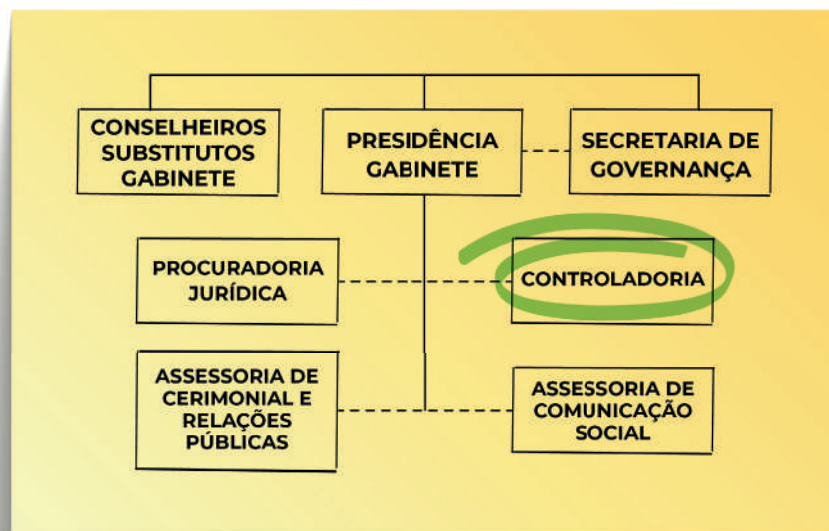 CONSELHEIROS
SUBSTITUTOS
GABINETE
PRESIDÊNCIA
GABINETE
SECRETARIA DE
GOVERNANÇA
PROCURADORIA
JURÍDICA
CONTROLADORIA
ASSESSORIA DE
CERIMONIAL E
RELAÇÕES
PÚBLICAS
ASSESSORIA DE
COMUNICAÇÃO
SOCIAL